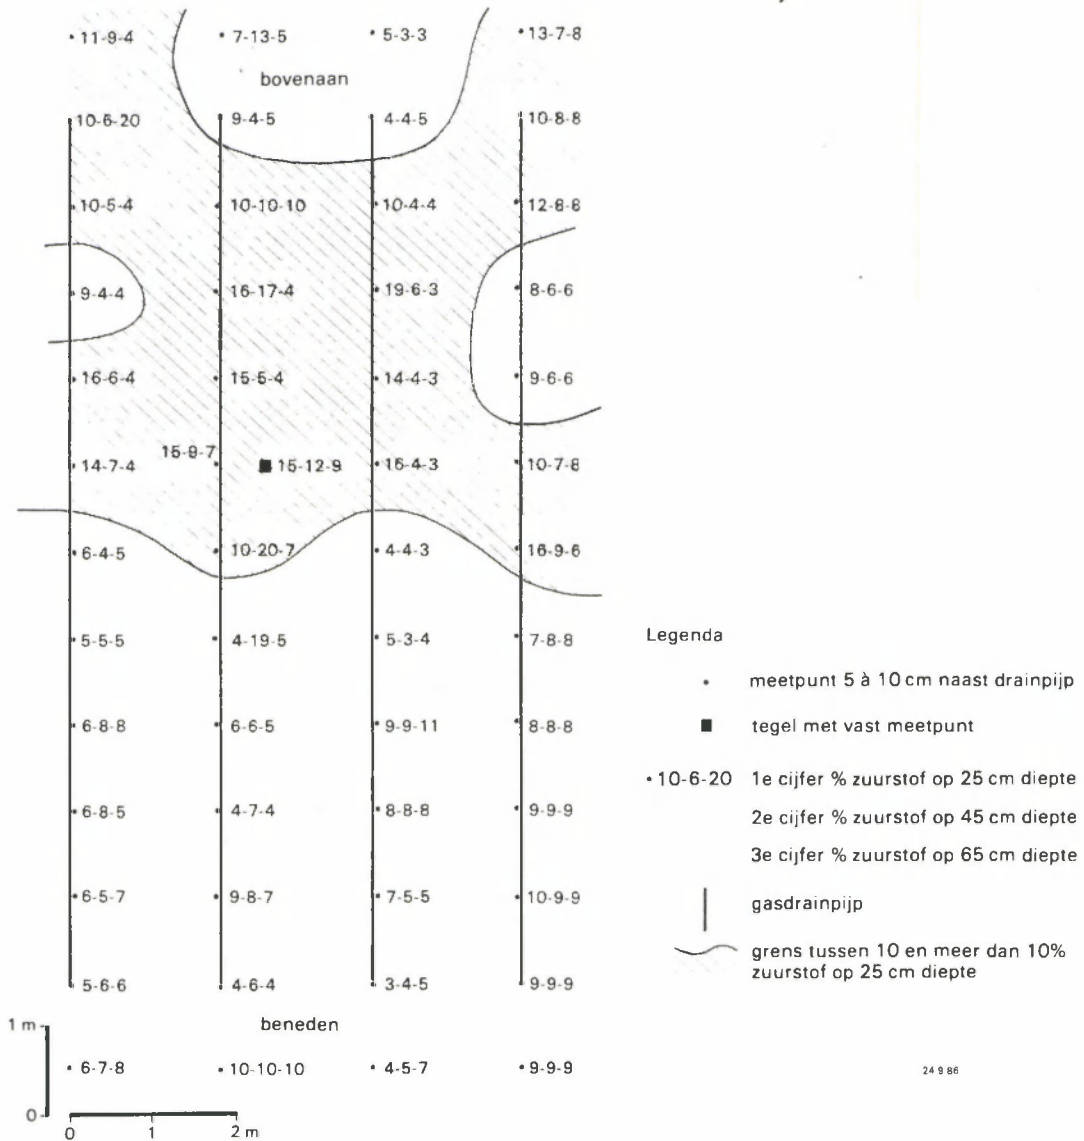 11-9-4 7-13-5 5-3-3 13-7-8
bovenaan
10-6-20 9-4-5 4-4-5 10-8-8
10-5-4 10-10-10 10-4-4 12-8-8
9-4-4 16-17-4 19-6-3 8-6-6
16-6-4 15-5-4 14-4-3 9-6-6
14-7-4 15-9-7 15-12-9 16-4-3 10-7-8
6-4-5 10-20-7 4-4-3 16-9-6
5-5-5 4-19-5 5-3-4 7-8-8
6-8-8 6-6-5 9-9-11 8-8-8
6-8-5 4-7-4 8-8-8 9-9-9
6-5-7 9-8-7 7-5-5 10-9-9
5-6-6 4-6-4 3-4-5 9-9-9
beneden
6-7-8 10-10-10 4-5-7 9-9-9
1 m
0
0 1 2 m
Legenda
meetpunt 5 à 10 cm naast drainpijp
tegel met vast meetpunt
10-6-20 1e cijfer % zuurstof op 25 cm diepte
2e cijfer % zuurstof op 45 cm diepte
3e cijfer % zuurstof op 65 cm diepte
gasdrainpijp
grens tussen 10 en meer dan 10%
zuurstof op 25 cm diepte
24 9 86